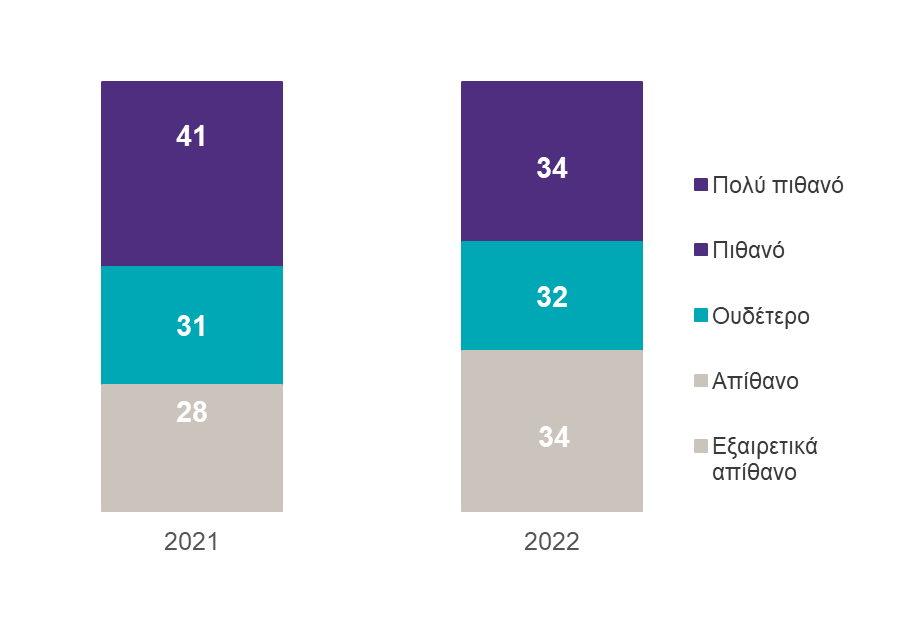 41
31
28
2021
34
32
34
2022
Πολύ πιθανό
Πιθανό
Ουδέτερο
Απίθανο
Εξαιρετικά
απίθανο